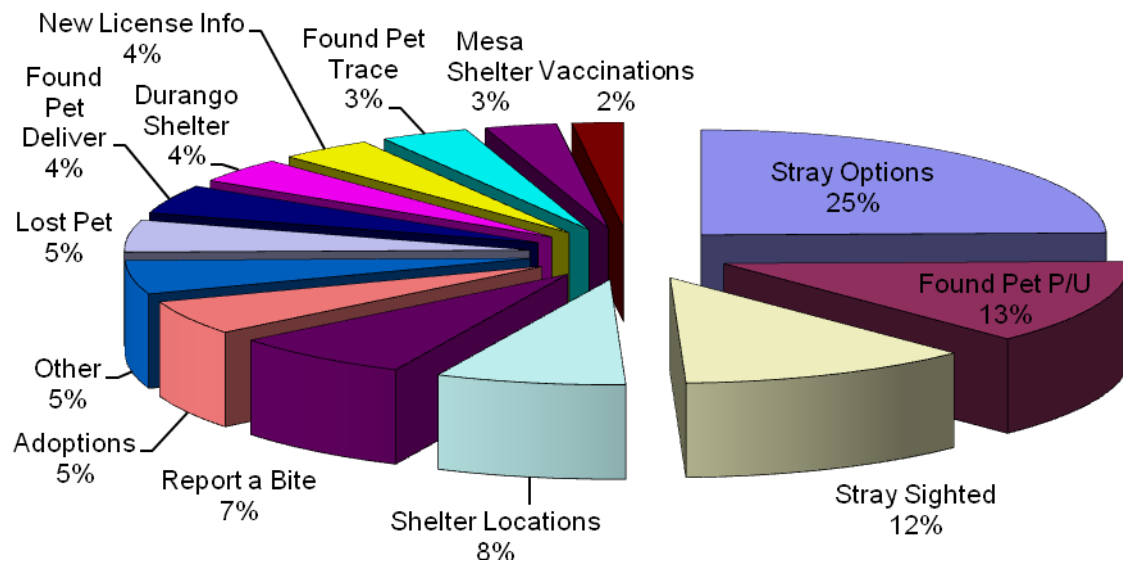 New License Info
4%
Found Pet
Trace
3%
Mesa
Shelter
3%
Vaccinations
2%
Found
Pet
Deliver
4%
Durango
Shelter
4%
Stray Options
25%
Lost Pet
5%
Found Pet P/U
13%
Other
5%
Adoptions
5%
Report a Bite
7%
Shelter Locations
8%
Stray Sighted
12%